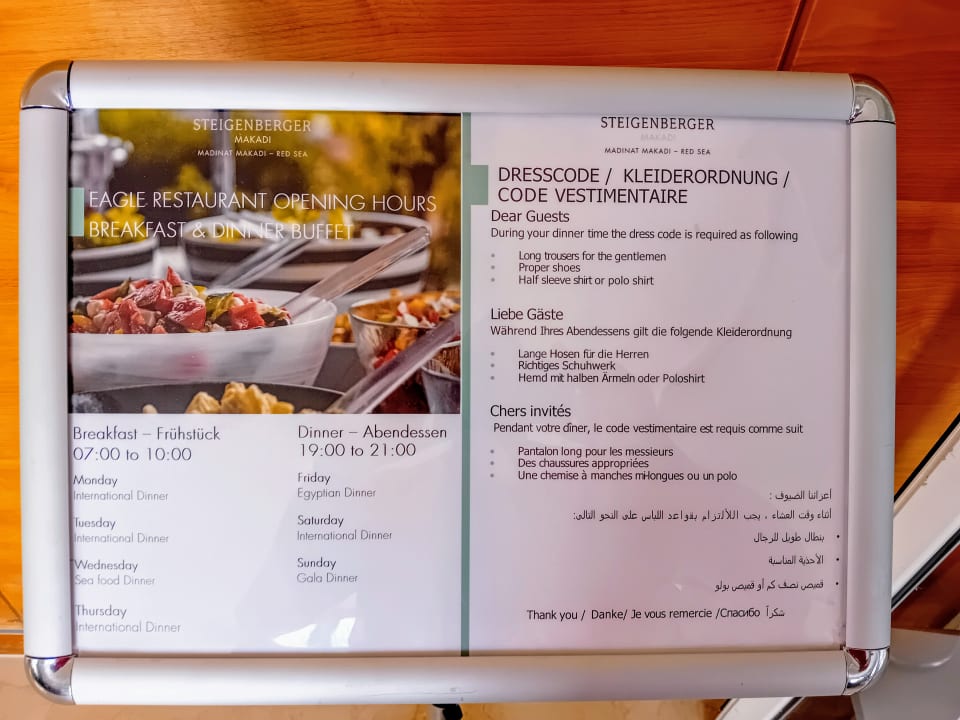 STEIGENBERGER
MAKADI
MADINAT MAKADI – RED SEA
EAGLE RESTAURANT OPENING HOURS
BREAKFAST & DINNER BUFFET
Breakfast – Frühstück
07:00 to 10:00
Monday
International Dinner
Tuesday
International Dinner
Wednesday
Sea food Dinner
Thursday
International Dinner
Dinner – Abendessen
19:00 to 21:00
Friday
Egyptian Dinner
Saturday
International Dinner
Sunday
Gala Dinner
STEIGENBERGER
MAKADI
MADINAT MAKADI – RED SEA
DRESSCODE / KLEIDERORDNUNG /
CODE VESTIMENTAIRE
Dear Guests
During your dinner time the dress code is required as following
• Long trousers for the gentlemen
• Proper shoes
• Half sleeve shirt or polo shirt
Liebe Gäste
Während Ihres Abendessens gilt die folgende Kleiderordnung
• Lange Hosen für die Herren
• Richtiges Schuhwerk
• Hemd mit halben Ärmeln oder Poloshirt
Chers invités
Pendant votre dîner, le code vestimentaire est requis comme suit
• Pantalon long pour les messieurs
• Des chaussures appropriées
• Une chemise à manches mi-longues ou un polo
أعزائنا الضيوف :
أثناء وقت العشاء ، يجب اللألتزام بقواعد اللباس على النحو التالي:
• بنطال طويل للرجال
• الأحذية المناسبة
• قميص نصف كم أو قميص بولو
Thank you / Danke/ Je vous remercie /Спасибо شكراً